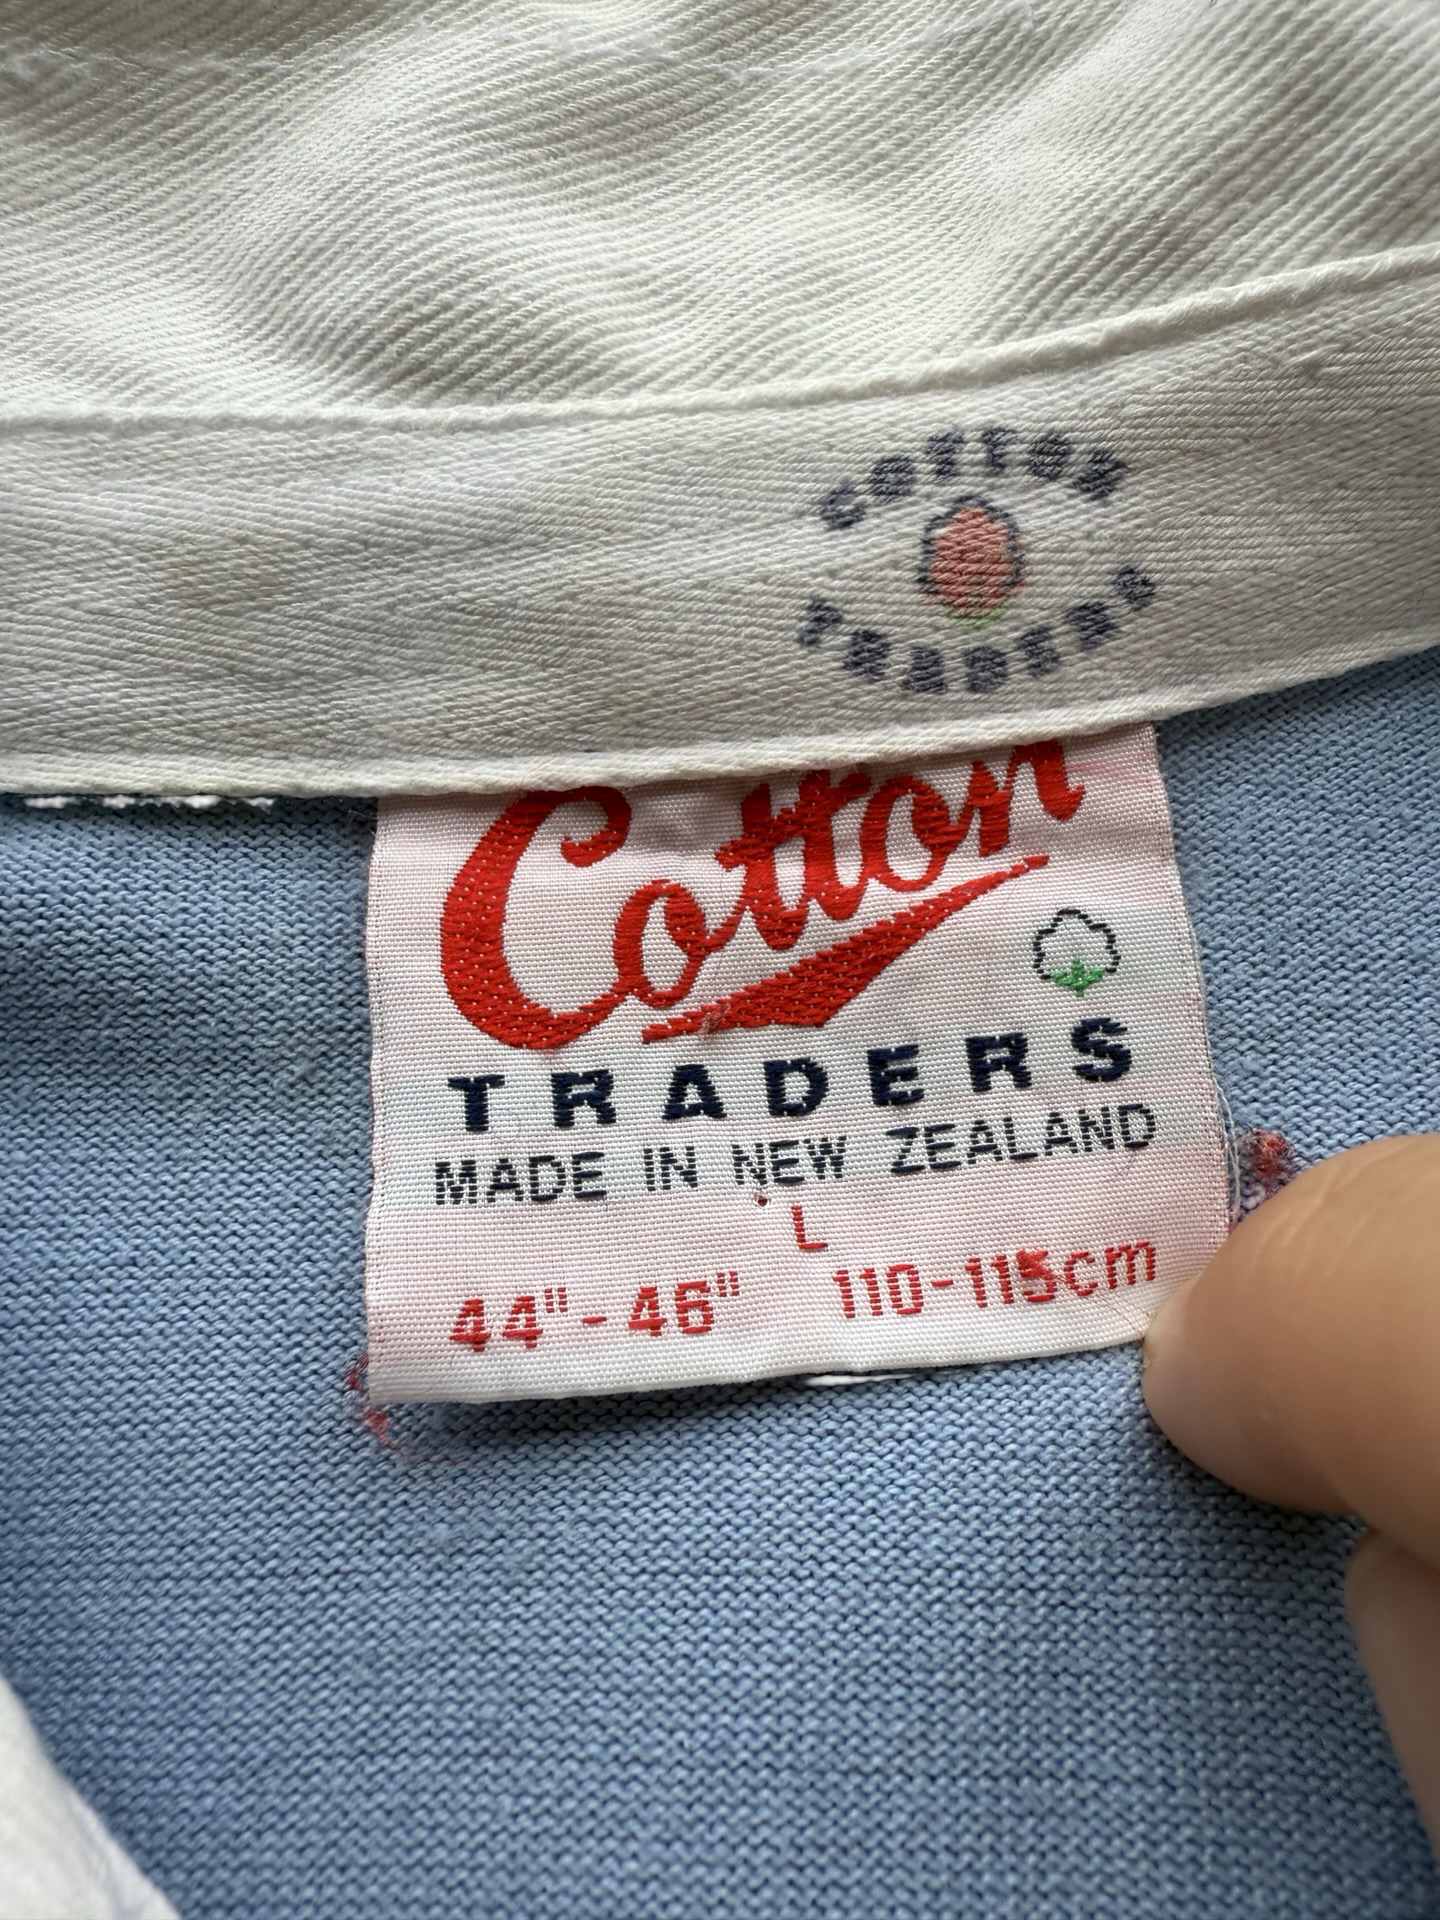 COTTON
TRADERS
Cotton
TRADERS
MADE IN NEW ZEALAND
L
44"-46" 110-115cm